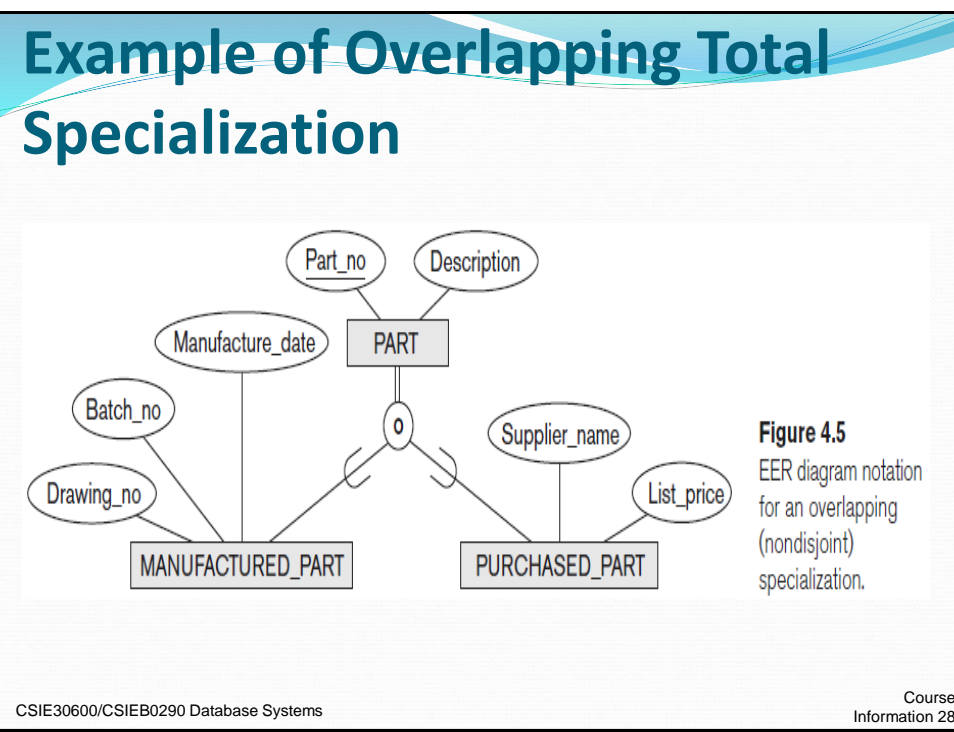 Example of Overlapping Total
Specialization
Part_no
Description
Manufacture_date
PART
Batch_no
o
Supplier_name
Drawing_no
List_price
MANUFACTURED_PART
PURCHASED_PART
Figure 4.5
EER diagram notation
for an overlapping
(nondisjoint)
specialization.
CSIE30600/CSIEB0290 Database Systems
Course
Information 28